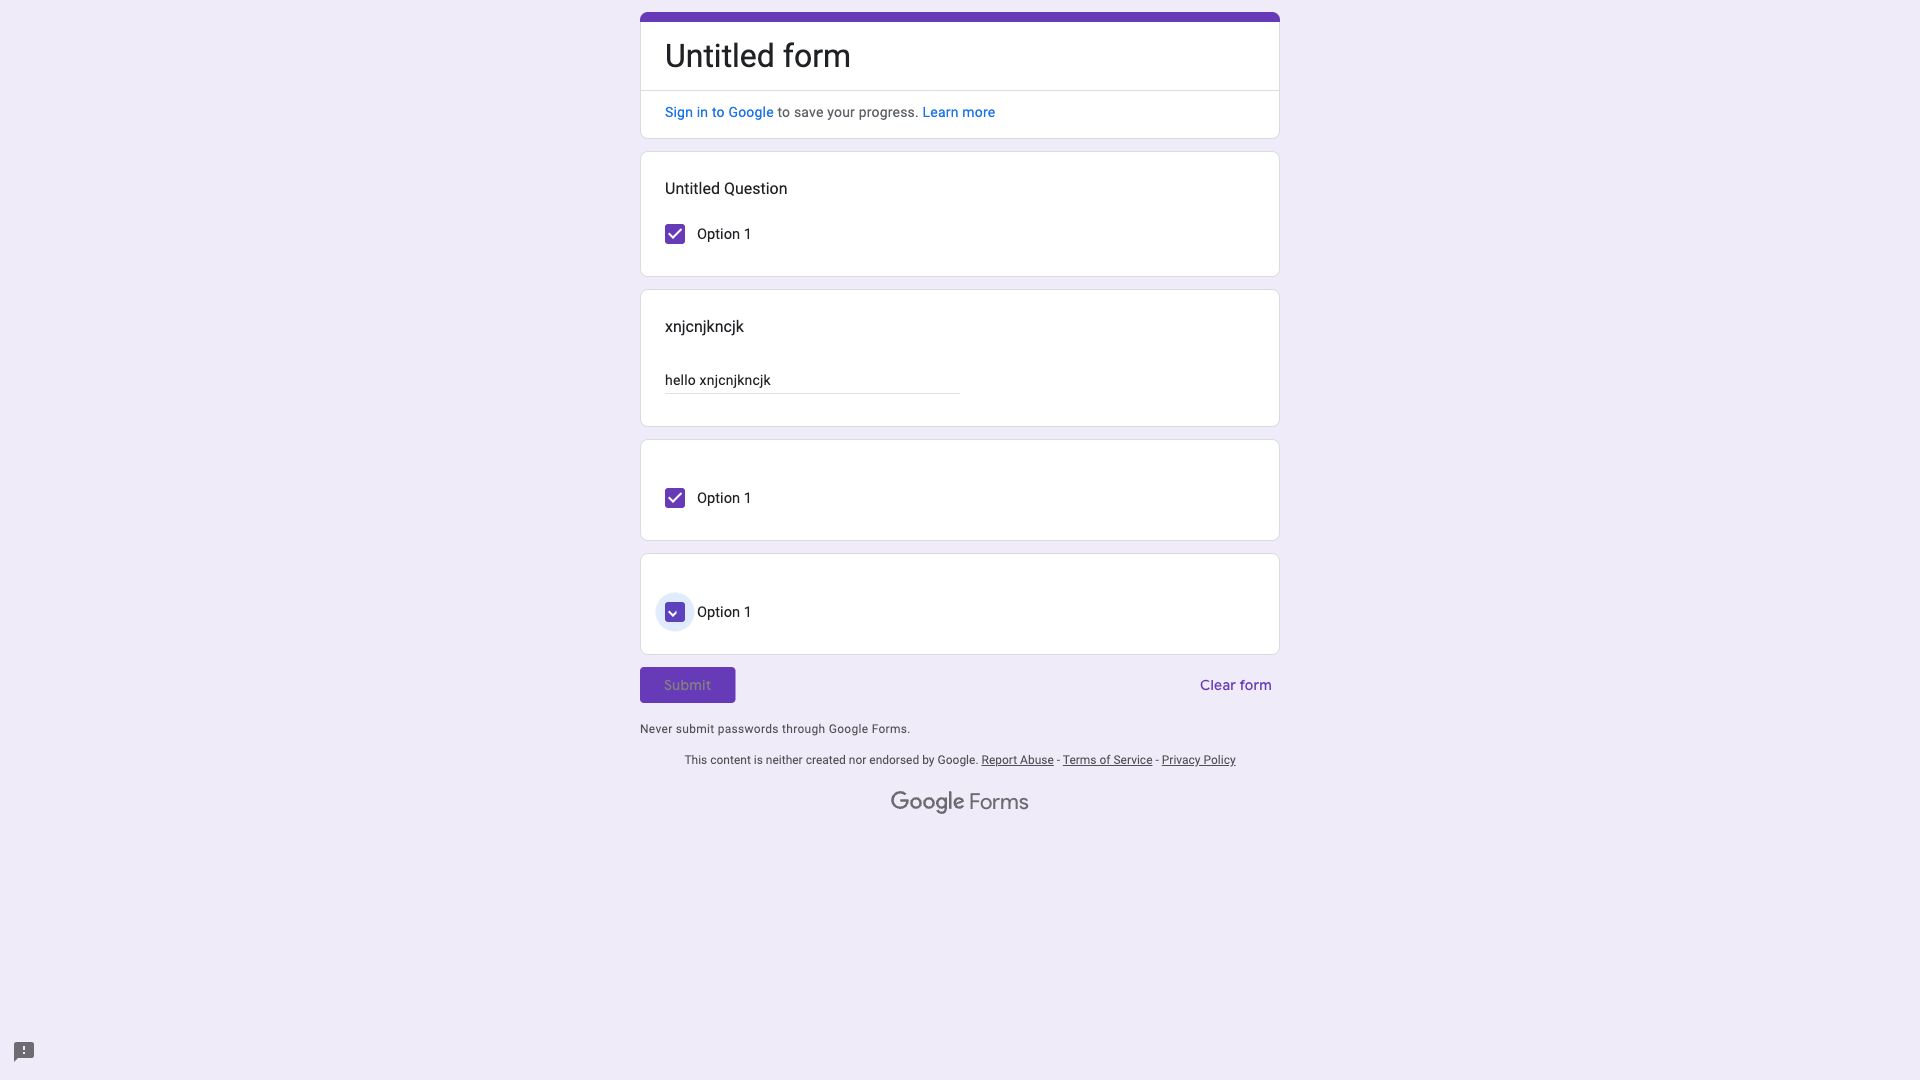 Untitled form
Sign in to Google to save your progress. Learn more
Untitled Question
Option 1
xnjcnjkncjk
hello xnjcnjkncjk
Option 1
Option 1
Submit
Clear form
Never submit passwords through Google Forms.
This content is neither created nor endorsed by Google. Report Abuse - Terms of Service - Privacy Policy
Google Forms